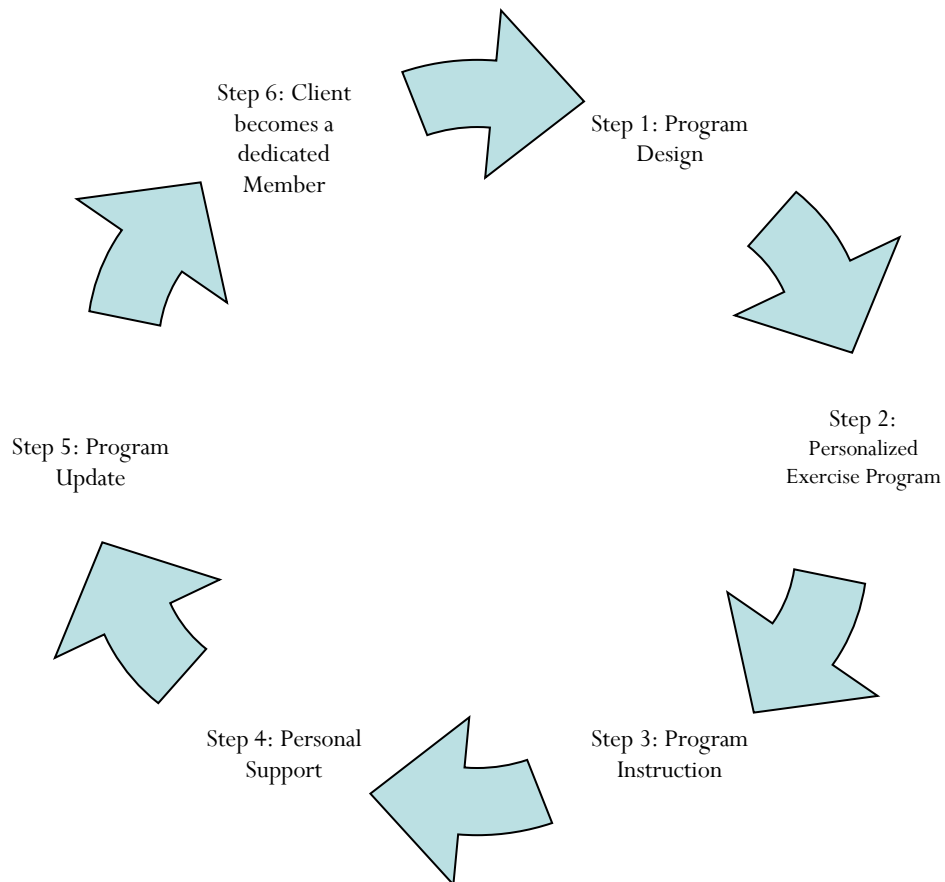 Step 1: Program
Design
Step 2:
Personalized
Exercise Program
Step 3: Program
Instruction
Step 4: Personal
Support
Step 5: Program
Update
Step 6: Client
becomes a
dedicated
Member